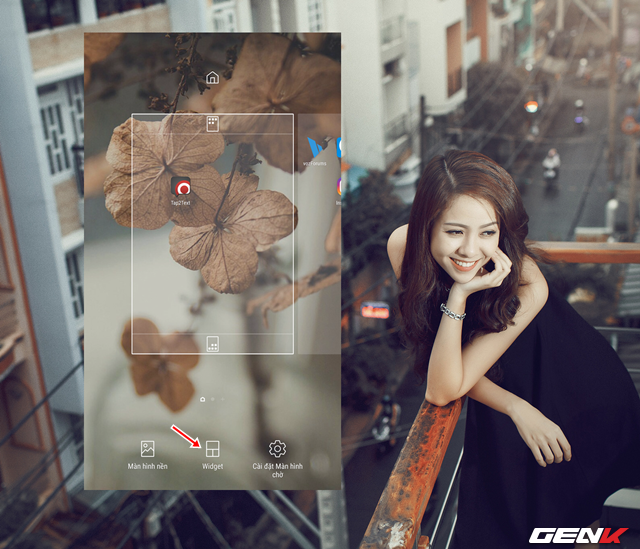 Tap2Text
Màn hình nền
Widget
Cài đặt Màn hình
chờ
GENK